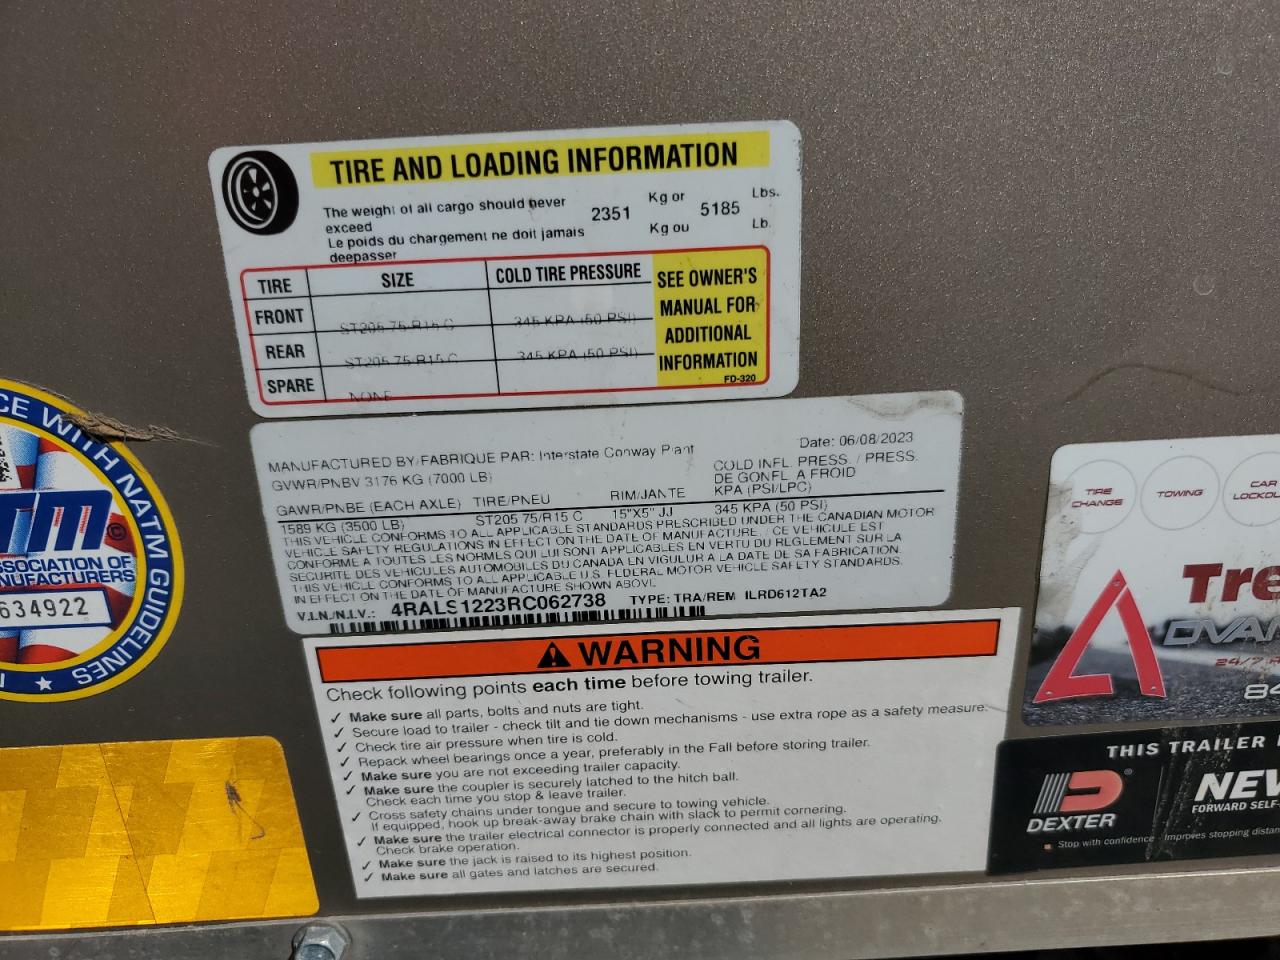 TIRE AND LOADING INFORMATION
The weight of all cargo should never exceed
Le poids du chargement ne doit jamais deepasser
2351
Kg or
Kg ou
5185
Lbs.
Lb.
TIRE SIZE COLD TIRE PRESSURE
FRONT ST205 75 R15 C 345 KPA (50 PSI)
REAR ST205 75 R15 C 345 KPA (50 PSI)
SPARE NONE
SEE OWNER'S
MANUAL FOR
ADDITIONAL
INFORMATION
FD-320
MANUFACTURED BY/FABRIQUE PAR: Interstate Conway Plant
Date: 06/08/2023
GVWR/PNBV 3176 KG (7000 LB)
COLD INFL. PRESS. / PRESS.
DE GONFL. A FROID
KPA (PSI/LPC)
GAWR/PNBE (EACH AXLE) TIRE/PNEU RIM/JANTE
1589 KG (3500 LB) ST205 75/R15 C 15"X5" JJ 345 KPA (50 PSI)
THIS VEHICLE CONFORMS TO ALL APPLICABLE STANDARDS PRESCRIBED UNDER THE CANADIAN MOTOR
VEHICLE SAFETY REGULATIONS IN EFFECT ON THE DATE OF MANUFACTURE. / CE VEHICULE EST
CONFORME A TOUTES LES NORMES QUI LUI SONT APPLICABLES EN VERTU DU REGLEMENT SUR LA
SECURITE DES VEHICULES AUTOMOBILES DU CANADA EN VIGULUR A LA DATE DE SA FABRICATION.
THIS VEHICLE CONFORMS TO ALL APPLICABLE U.S. FEDERAL MOTOR VEHICLE SAFETY STANDARDS
IN EFFECT ON THE DATE OF MANUFACTURE SHOWN ABOVE
V.I.N./N.I.V.: 4RALS1223RC062738 TYPE: TRA/REM ILRD612TA2
WARNING
Check following points each time before towing trailer.
✓ Make sure all parts, bolts and nuts are tight.
✓ Secure load to trailer - check tilt and tie down mechanisms - use extra rope as a safety measure.
✓ Check tire air pressure when tire is cold.
✓ Repack wheel bearings once a year, preferably in the Fall before storing trailer.
✓ Make sure you are not exceeding trailer capacity.
✓ Make sure the coupler is securely latched to the hitch ball.
Check each time you stop & leave trailer.
✓ Cross safety chains under tongue and secure to towing vehicle.
If equipped, hook up break-away brake chain with slack to permit cornering.
✓ Make sure the trailer electrical connector is properly connected and all lights are operating.
Check brake operation.
✓ Make sure the jack is raised to its highest position.
✓ Make sure all gates and latches are secured.
CE WITH NATM GUIDELINES
TM©
SSOCIATION OF
NUFACTURERS
634922
TIRE
CHANGE
TOWING
CAR
LOCKOU
Tre
DVAN
24/7
84
THIS TRAILER
DEXTER®
NEV
FORWARD SELF-
Stop with confidence Improves stopping distan